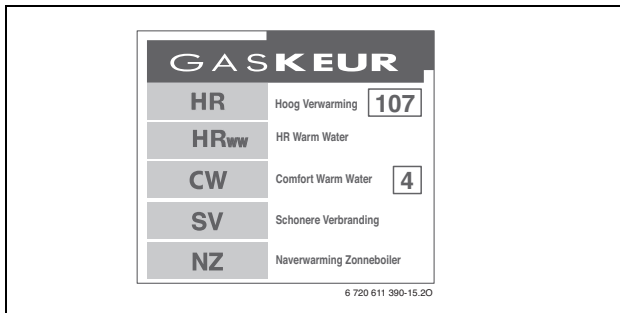 GASKEUR
HR Hoog Verwarming 107
HRww HR Warm Water
CW Comfort Warm Water 4
SV Schonere Verbranding
NZ Naverwarming Zonneboiler
6 720 611 390-15.2O